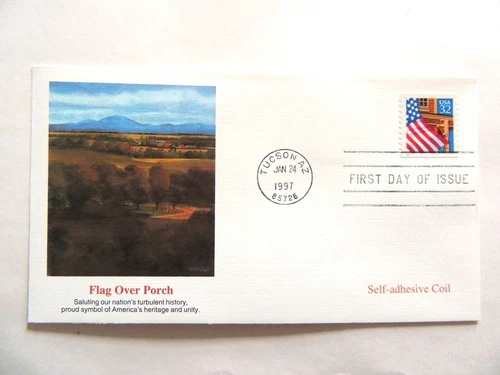 USA
32
TUCSON AZ
JAN 24
1997
85726
FIRST DAY OF ISSUE
Flag Over Porch
Saluting our nation's turbulent history,
proud symbol of America's heritage and unity.
Self-adhesive Coil